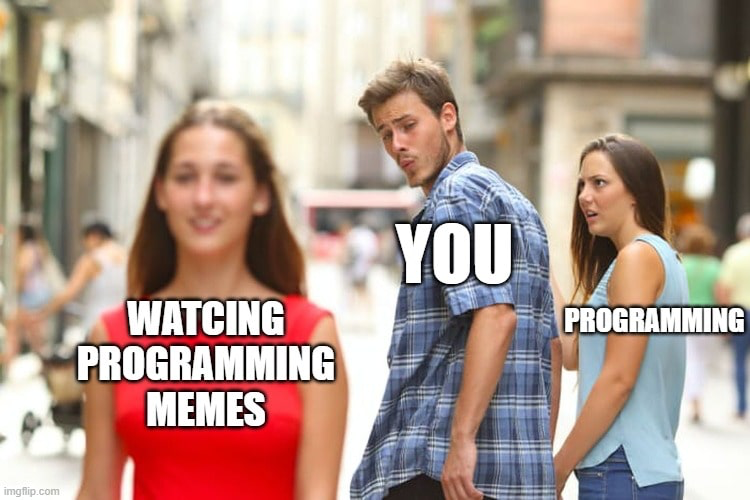 YOU
WATCING
PROGRAMMING
MEMES
PROGRAMMING
imgflip.com